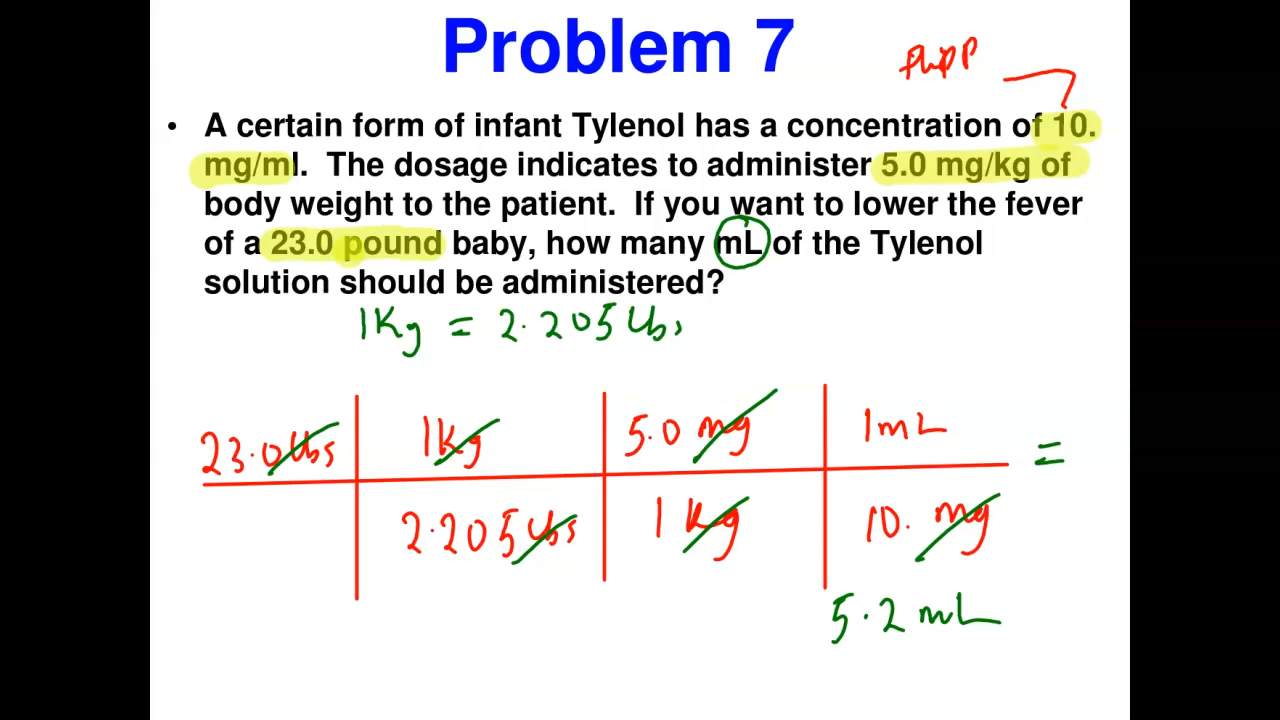 Problem 7
FLIP
• A certain form of infant Tylenol has a concentration of 10.
mg/ml. The dosage indicates to administer 5.0 mg/kg of
body weight to the patient. If you want to lower the fever
of a 23.0 pound baby, how many mL of the Tylenol
solution should be administered?
1Kg = 2.205 Lbs.
23.0 Lbs 1Kg 5.0 mg 1mL =
2.205 Lbs 1 Kg 10. mg
5.2 mL